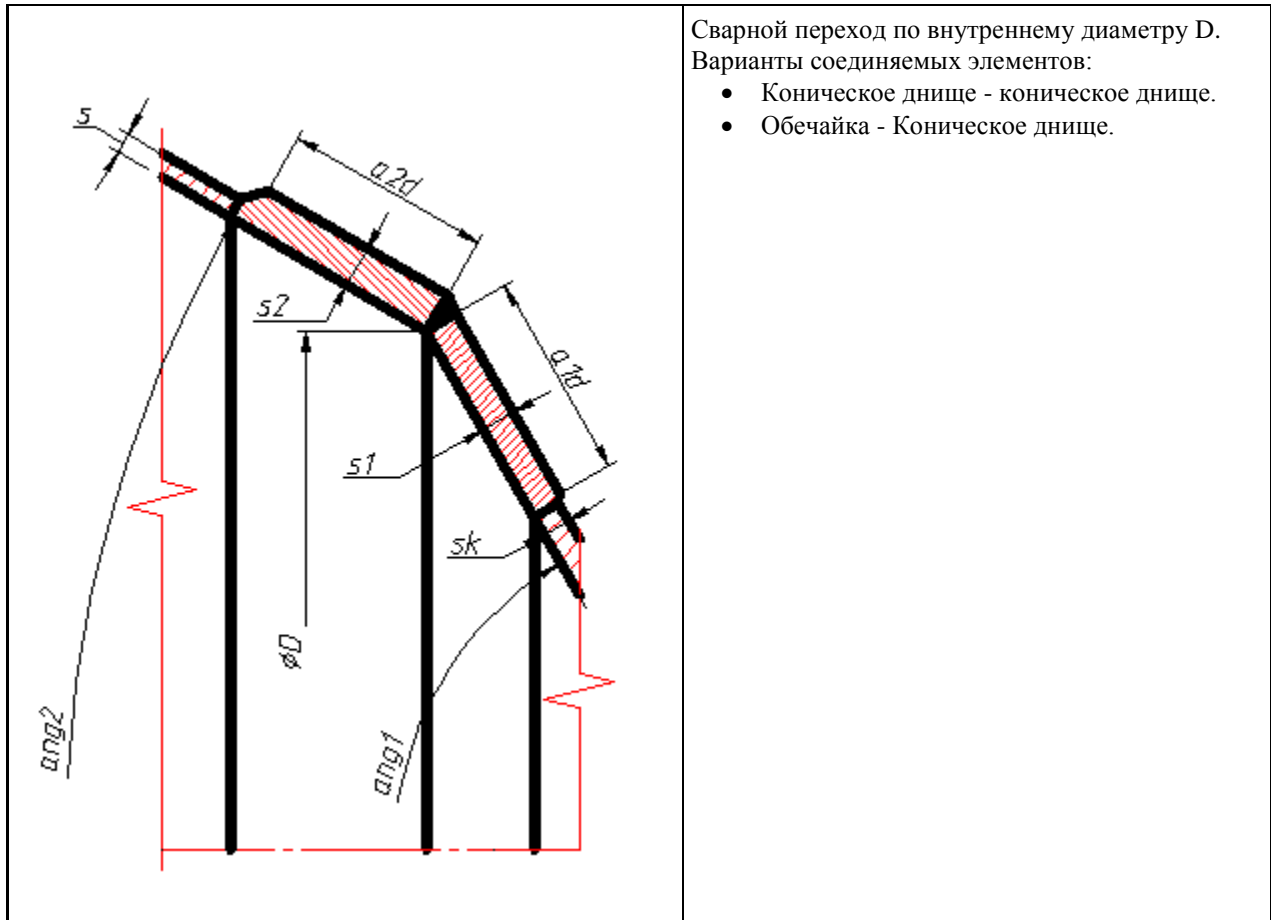 Сварной переход по внутреннему диаметру D.
Варианты соединяемых элементов:
• Коническое днище - коническое днище.
• Обечайка - Коническое днище.
s
a2d
s2
a1d
s1
sk
øD
ang2
ang1